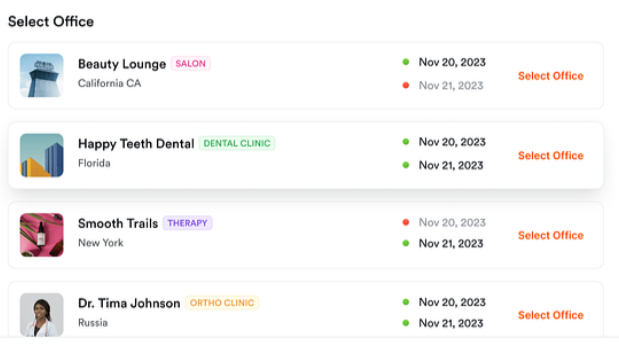 Select Office
Beauty Lounge SALON
California CA
Nov 20, 2023
Nov 21, 2023
Select Office
Happy Teeth Dental DENTAL CLINIC
Florida
Nov 20, 2023
Nov 21, 2023
Select Office
Smooth Trails THERAPY
New York
Nov 20, 2023
Nov 21, 2023
Select Office
Dr. Tima Johnson ORTHO CLINIC
Russia
Nov 20, 2023
Nov 21, 2023
Select Office